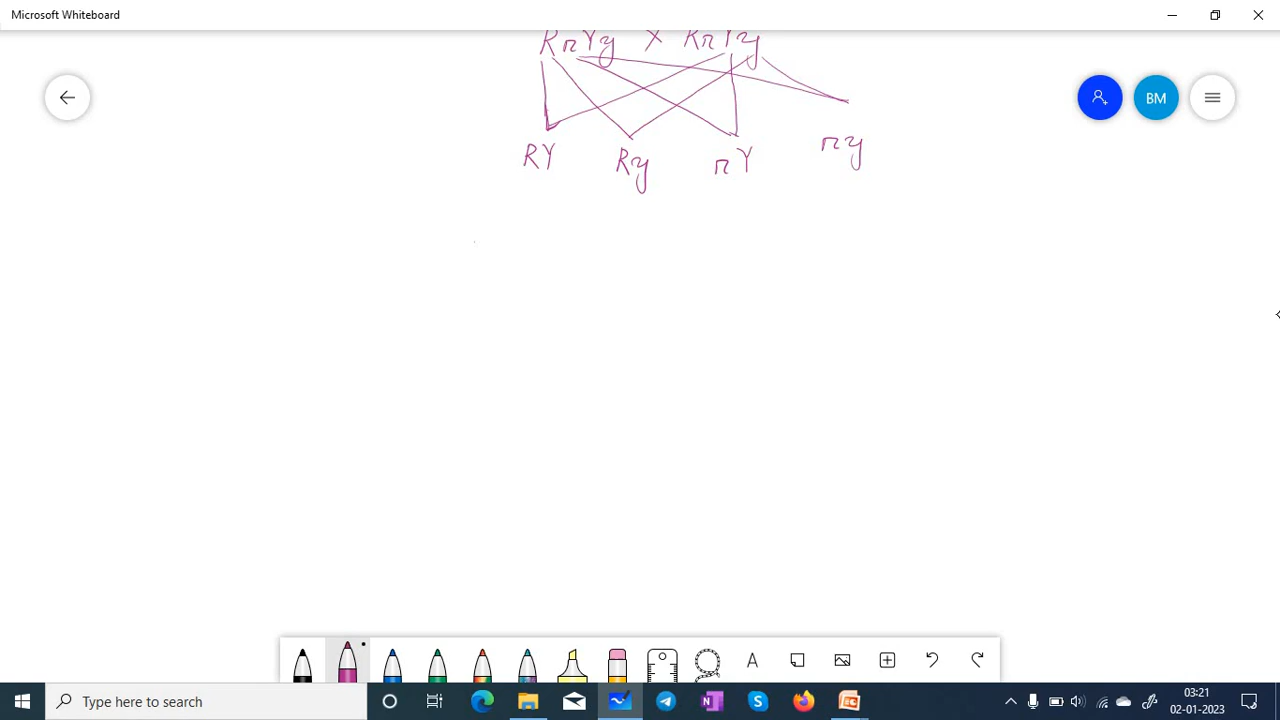 Microsoft Whiteboard
RrYy X RrYy
RY Ry rY ry
BM
A
Type here to search
03:21
02-01-2023